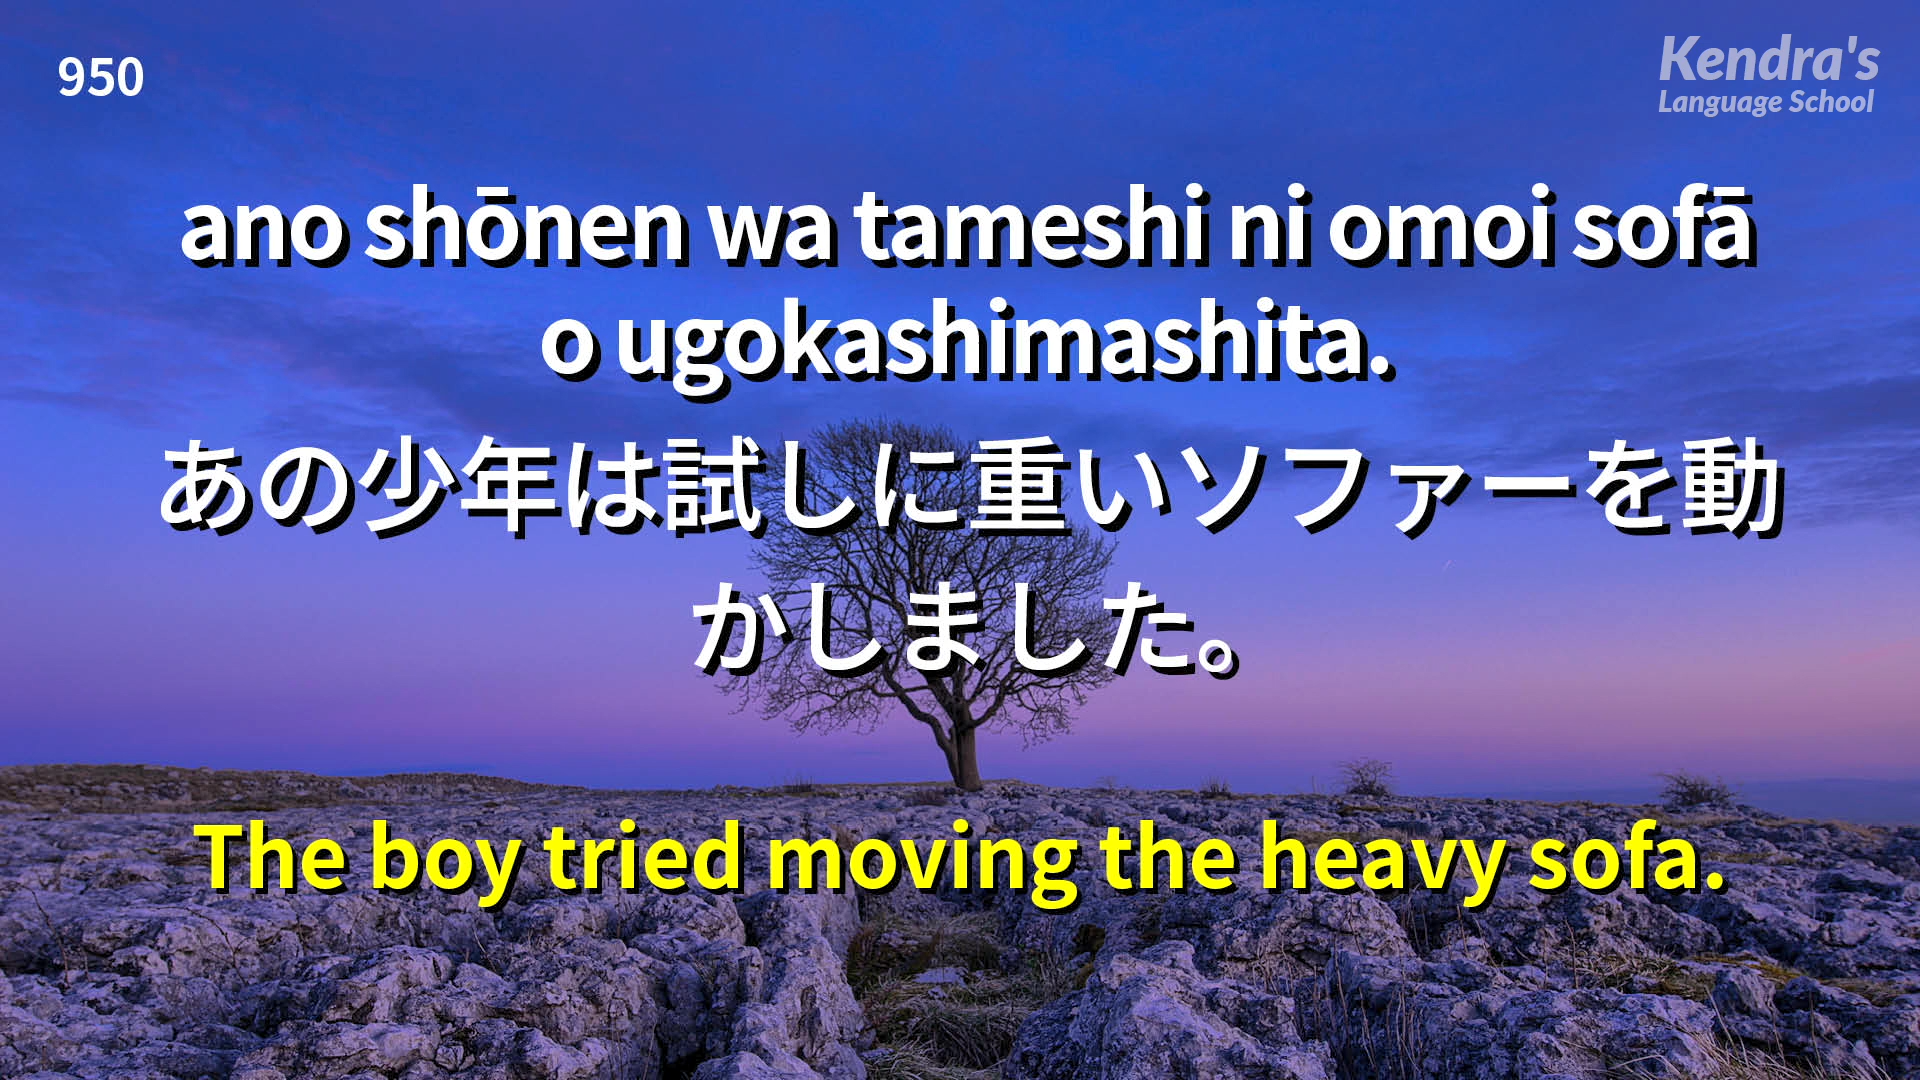 950
Kendra's
Language School
ano shōnen wa tameshi ni omoi sofā
o ugokashimashita.
あの少年は試しに重いソファーを動
かしました。
The boy tried moving the heavy sofa.